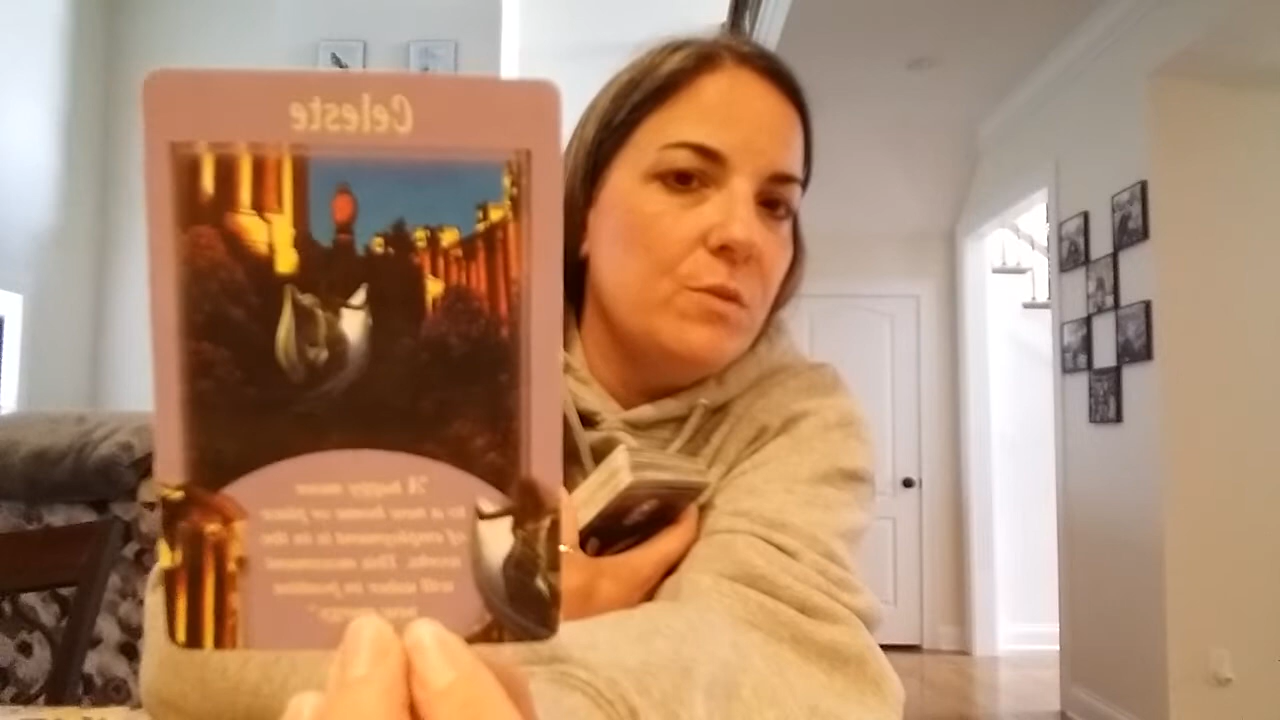 Celeste
"A happy move
to a new home or place
of employment is in the
works. This movement
will usher in positive
new energy."